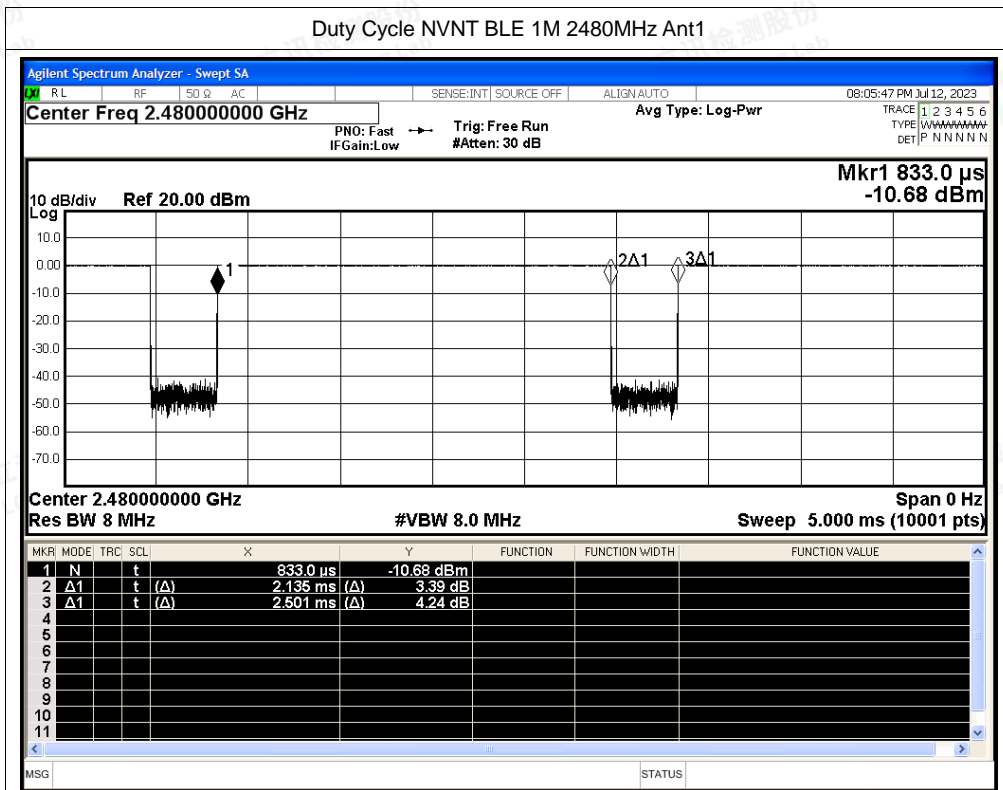 Duty Cycle NVNT BLE 1M 2480MHz Ant1
Agilent Spectrum Analyzer - Swept SA
LXI RL RF 50 Ω AC SENSE:INT SOURCE OFF ALIGN AUTO 08:05:47 PM Jul 12, 2023
Center Freq 2.480000000 GHz Avg Type: Log-Pwr TRACE 1 2 3 4 5 6
PNO: Fast Trig: Free Run TYPE WWWWWW
IFGain:Low #Atten: 30 dB DET P N N N N N
Mkr1 833.0 µs
10 dB/div Ref 20.00 dBm -10.68 dBm
Log
10.0
0.00
1 2Δ1 3Δ1
-10.0
-20.0
-30.0
-40.0
-50.0
-60.0
-70.0
Center 2.480000000 GHz Span 0 Hz
Res BW 8 MHz #VBW 8.0 MHz Sweep 5.000 ms (10001 pts)
MKR MODE TRC SCL X Y FUNCTION FUNCTION WIDTH FUNCTION VALUE
1 N t 833.0 µs -10.68 dBm
2 Δ1 t (Δ) 2.135 ms (Δ) 3.39 dB
3 Δ1 t (Δ) 2.501 ms (Δ) 4.24 dB
4
5
6
7
8
9
10
11
MSG STATUS